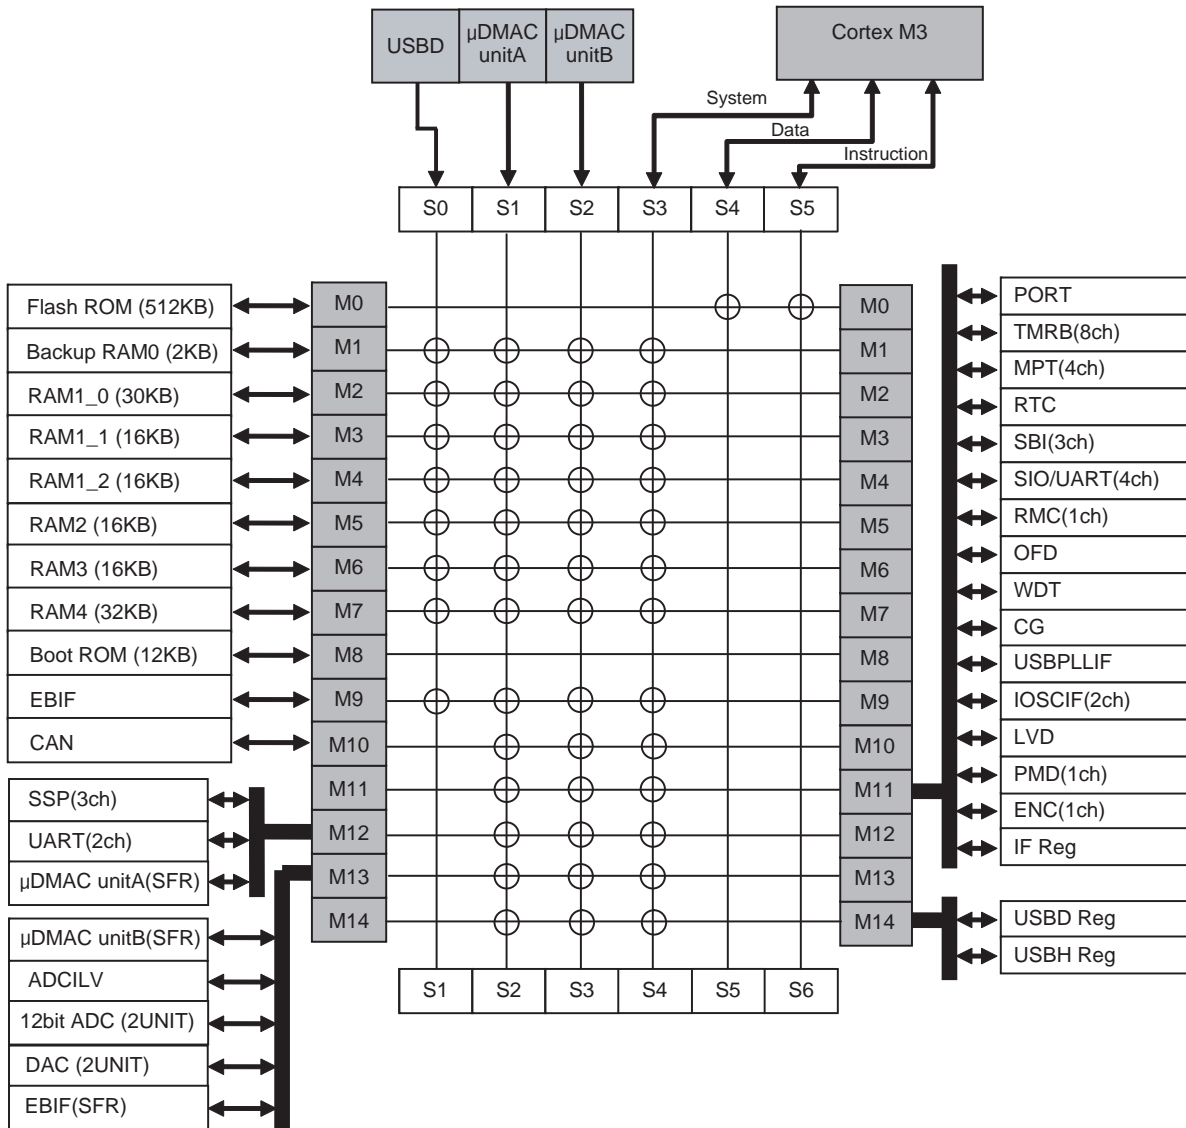 USBD
µDMAC
unitA
µDMAC
unitB
Cortex M3
System
Data
Instruction
S0
S1
S2
S3
S4
S5
Flash ROM (512KB)
Backup RAM0 (2KB)
RAM1_0 (30KB)
RAM1_1 (16KB)
RAM1_2 (16KB)
RAM2 (16KB)
RAM3 (16KB)
RAM4 (32KB)
Boot ROM (12KB)
EBIF
CAN
SSP(3ch)
UART(2ch)
µDMAC unitA(SFR)
µDMAC unitB(SFR)
ADCILV
12bit ADC (2UNIT)
DAC (2UNIT)
EBIF(SFR)
M0
M1
M2
M3
M4
M5
M6
M7
M8
M9
M10
M11
M12
M13
M14
M0
M1
M2
M3
M4
M5
M6
M7
M8
M9
M10
M11
M12
M13
M14
PORT
TMRB(8ch)
MPT(4ch)
RTC
SBI(3ch)
SIO/UART(4ch)
RMC(1ch)
OFD
WDT
CG
USBPLLIF
IOSCIF(2ch)
LVD
PMD(1ch)
ENC(1ch)
IF Reg
USBD Reg
USBH Reg
S1
S2
S3
S4
S5
S6